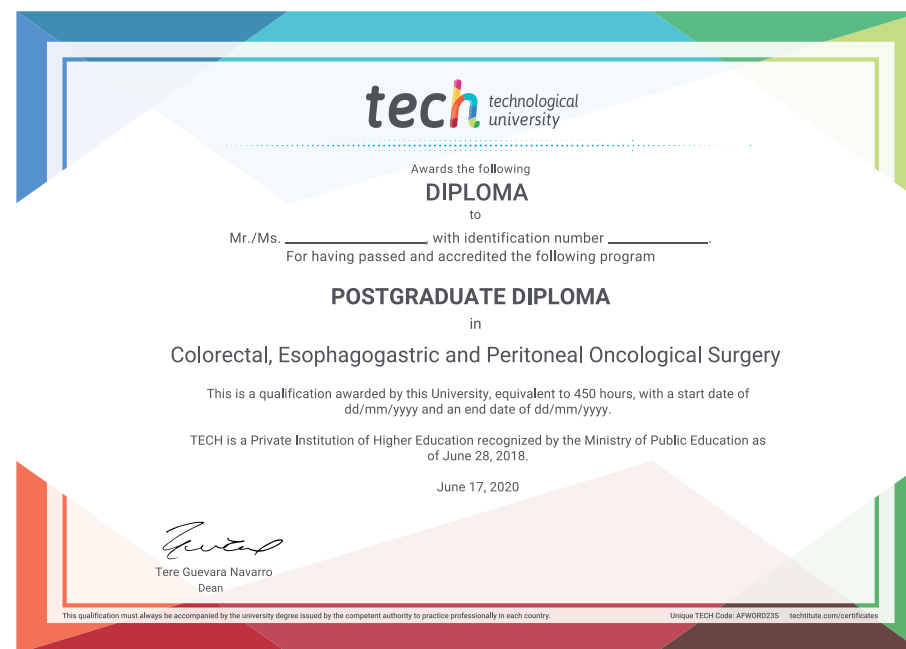 tech technological
university
Awards the following
DIPLOMA
to
Mr./Ms. ____________________, with identification number ______________.
For having passed and accredited the following program
POSTGRADUATE DIPLOMA
in
Colorectal, Esophagogastric and Peritoneal Oncological Surgery
This is a qualification awarded by this University, equivalent to 450 hours, with a start date of
dd/mm/yyyy and an end date of dd/mm/yyyy.
TECH is a Private Institution of Higher Education recognized by the Ministry of Public Education as
of June 28, 2018.
June 17, 2020
Tere Guevara Navarro
Dean
This qualification must always be accompanied by the university degree issued by the competent authority to practice professionally in each country. Unique TECH Code: AFWORD23S techtitute.com/certificates